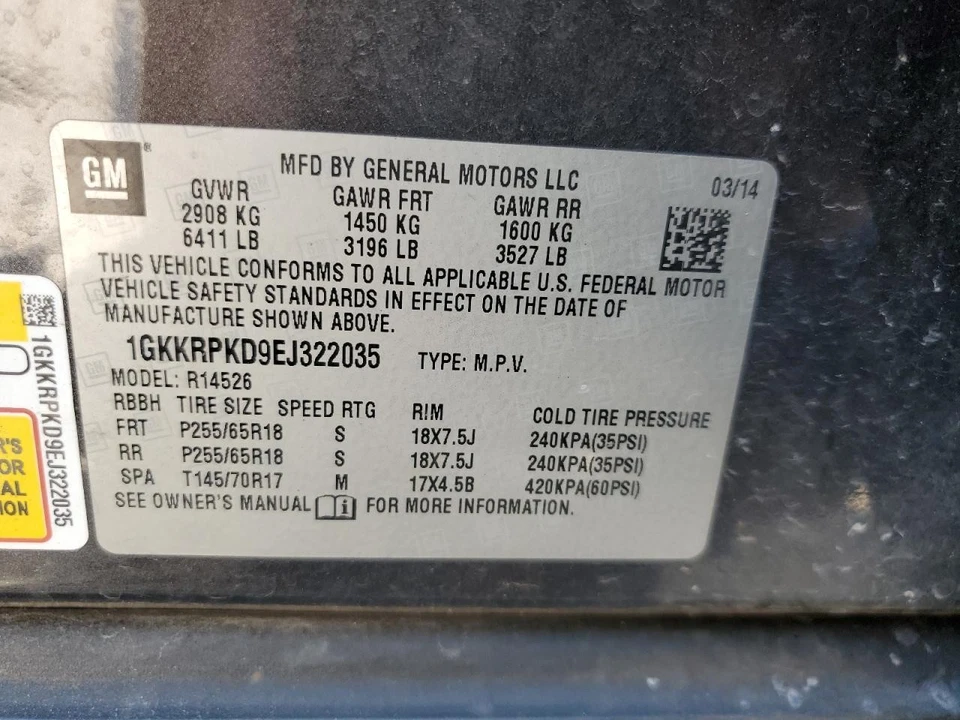 GM
MFD BY GENERAL MOTORS LLC
03/14
GVWR GAWR FRT GAWR RR
2908 KG 1450 KG 1600 KG
6411 LB 3196 LB 3527 LB
THIS VEHICLE CONFORMS TO ALL APPLICABLE U.S. FEDERAL MOTOR
VEHICLE SAFETY STANDARDS IN EFFECT ON THE DATE OF
MANUFACTURE SHOWN ABOVE.
1GKKRPKD9EJ322035 TYPE: M.P.V.
MODEL: R14526
RBBH TIRE SIZE SPEED RTG RIM COLD TIRE PRESSURE
FRT P255/65R18 S 18X7.5J 240KPA(35PSI)
RR P255/65R18 S 18X7.5J 240KPA(35PSI)
SPA T145/70R17 M 17X4.5B 420KPA(60PSI)
SEE OWNER'S MANUAL i FOR MORE INFORMATION.
1GKKRPKD9EJ322035